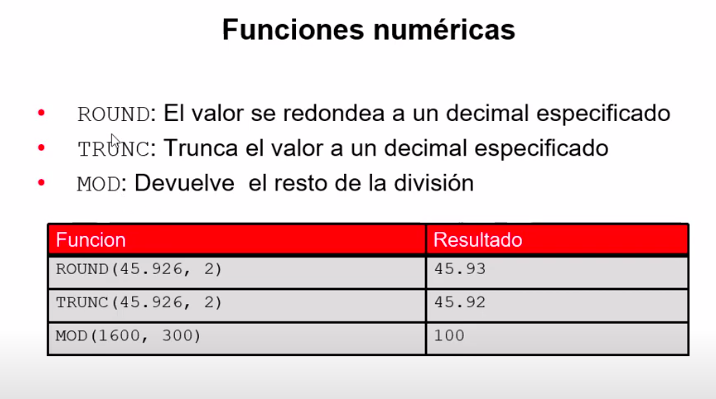 Funciones numéricas
• ROUND: El valor se redondea a un decimal especificado
• TRUNC: Trunca el valor a un decimal especificado
• MOD: Devuelve el resto de la división
Funcion Resultado
ROUND(45.926, 2) 45.93
TRUNC(45.926, 2) 45.92
MOD(1600, 300) 100